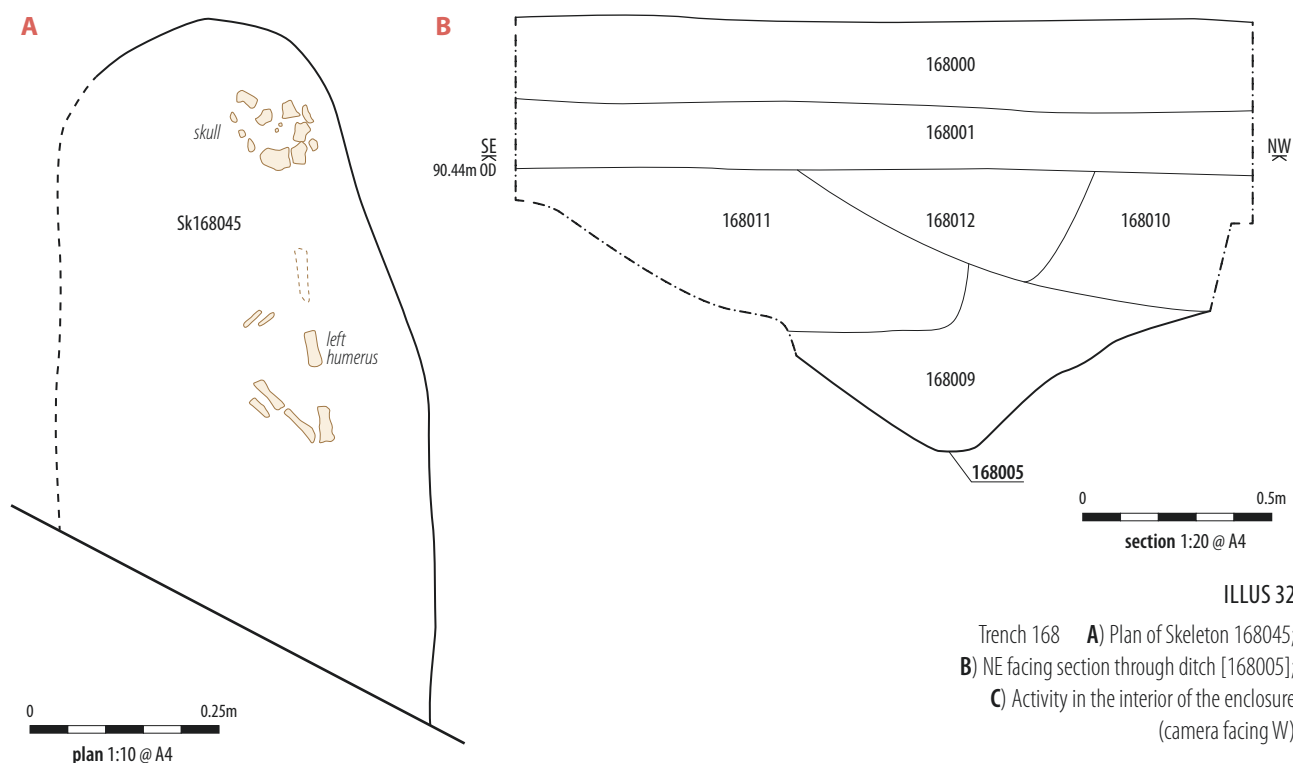 A
skull
Sk168045
left
humerus
0 0.25m
plan 1:10 @ A4
B
168000
168001
SE
NW
90.44m OD
168011
168012
168010
168009
168005
0 0.5m
section 1:20 @ A4
ILLUS 32
Trench 168 A) Plan of Skeleton 168045;
B) NE facing section through ditch [168005];
C) Activity in the interior of the enclosure
(camera facing W)